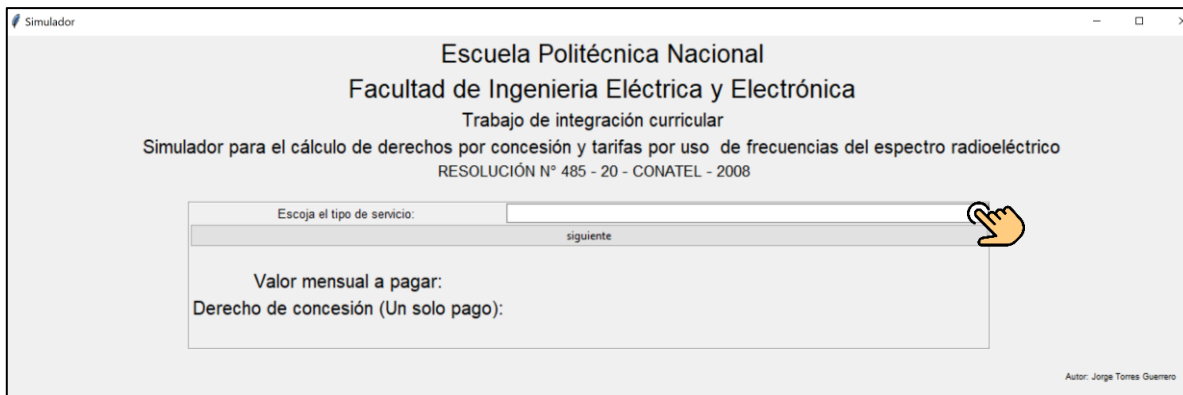 Simulador
Escuela Politécnica Nacional
Facultad de Ingenieria Eléctrica y Electrónica
Trabajo de integración curricular
Simulador para el cálculo de derechos por concesión y tarifas por uso de frecuencias del espectro radioeléctrico
RESOLUCIÓN N° 485 - 20 - CONATEL - 2008
Escoja el tipo de servicio:
siguiente
Valor mensual a pagar:
Derecho de concesión (Un solo pago):
Autor: Jorge Torres Guerrero